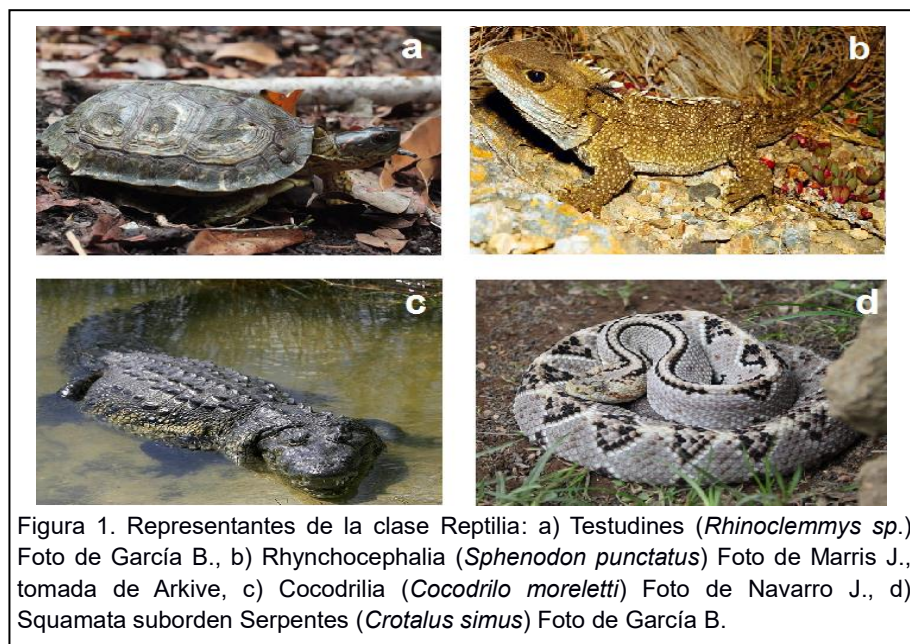 a
b
c
d
Figura 1. Representantes de la clase Reptilia: a) Testudines (Rhinoclemmys sp.)
Foto de García B., b) Rhynchocephalia (Sphenodon punctatus) Foto de Marris J.,
tomada de Arkive, c) Cocodrilia (Cocodrilo moreletti) Foto de Navarro J., d)
Squamata suborden Serpentes (Crotalus simus) Foto de García B.